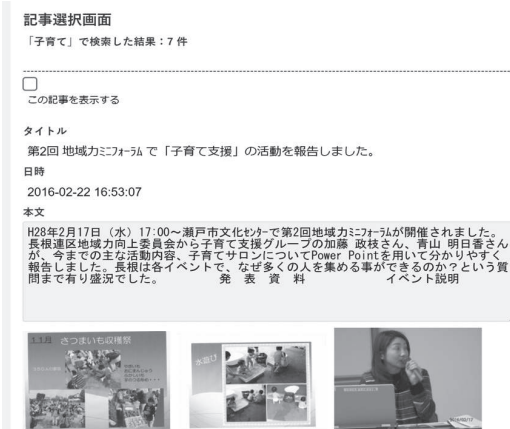 記事選択画面
「子育て」で検索した結果：7 件
この記事を表示する
タイトル
第2回 地域力ﾐﾆﾌｫｰﾗﾑ で「子育て支援」の活動を報告しました。
日時
2016-02-22 16:53:07
本文
H28年2月17日（水）17:00～瀬戸市文化ｾﾝﾀｰで第2回地域力ﾐﾆﾌｫｰﾗﾑが開催されました。
長根連区地域力向上委員会から子育て支援グループの加藤 政枝さん、青山 明日香さん
が、今までの主な活動内容、子育てサロンについてPower Pointを用いて分かりやすく
報告しました。長根は各イベントで、なぜ多くの人を集める事ができるのか？という質
問まで有り盛況でした。 発 表 資 料 イベント説明
11月 さつまいも収穫祭
水遊び